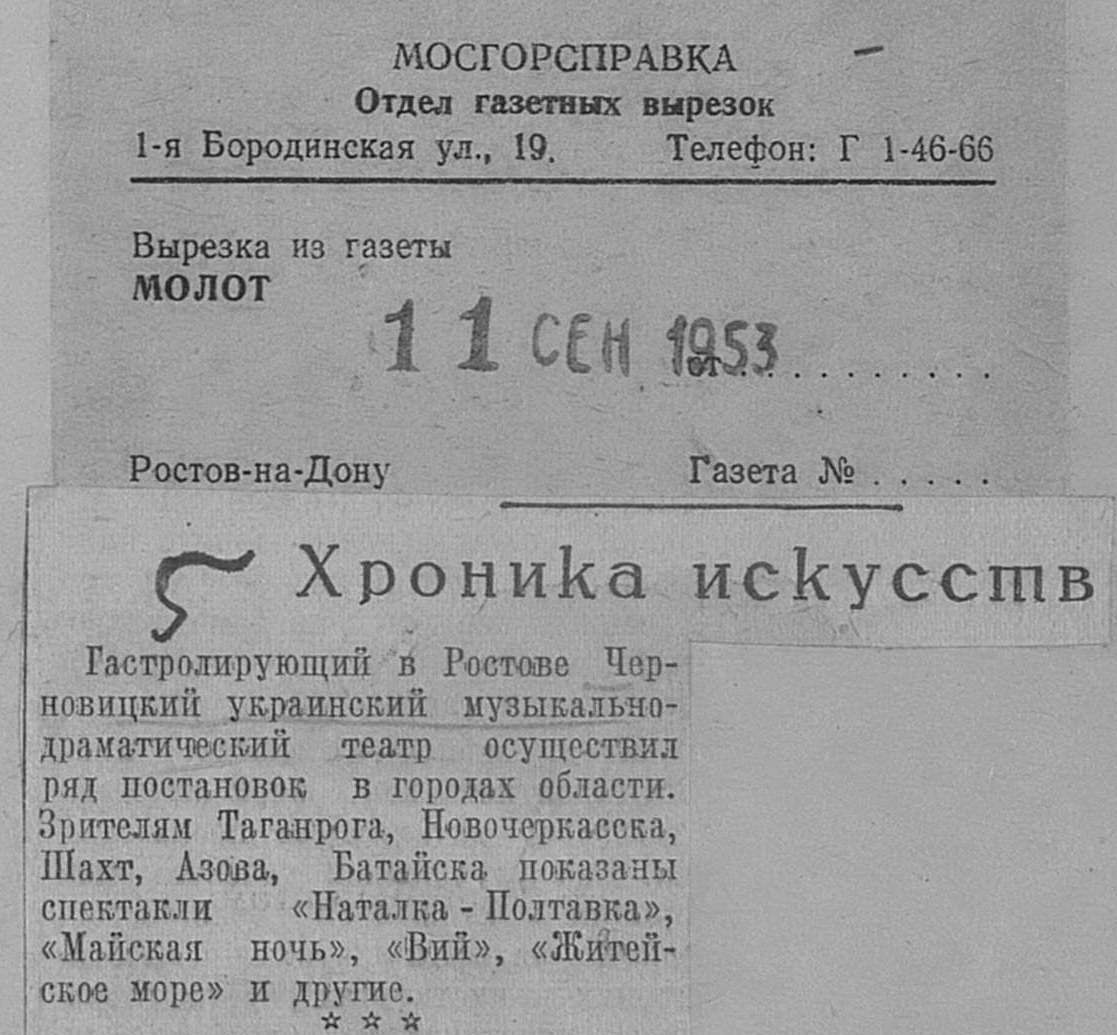 МОСГОРСПРАВКА
Отдел газетных вырезок
1-я Бородинская ул., 19. Телефон: Г 1-46-66
Вырезка из газеты
МОЛОТ
11 СЕН 1953
от . . . . . . . . . . .
Ростов-на-Дону Газета № . . . . .
Хроника искусств
Гастролирующий в Ростове Чер-
новицкий украинский музыкально-
драматический театр осуществил
ряд постановок в городах области.
Зрителям Таганрога, Новочеркасска,
Шахт, Азова, Батайска показаны
спектакли «Наталка - Полтавка»,
«Майская ночь», «Вий», «Житей-
ское море» и другие.
☆ ☆ ☆